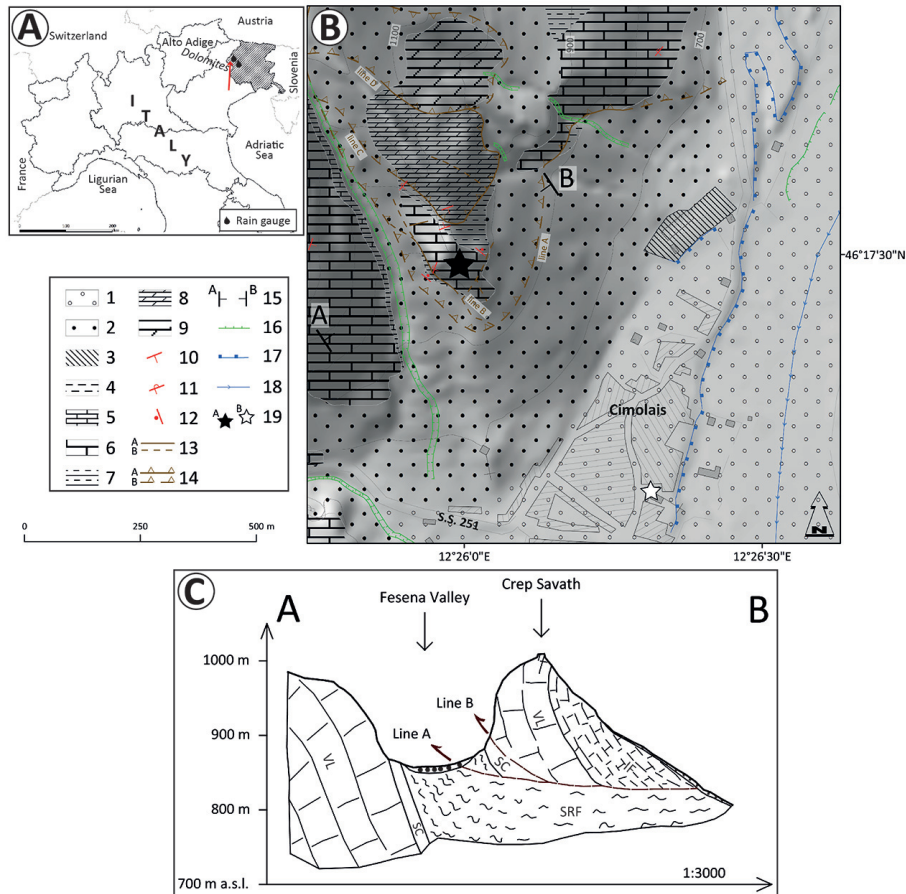 A
Austria
Switzerland
Alto Adige
Dolomites
Slovenia
I
T
A
L
Y
Adriatic
Sea
Ligurian
Sea
France
Rain gauge
0
100
200
B
1100
900
700
line D
line C
B
line A
line B
A
46°17'30"N
Cimolais
S.S. 251
N
12°26'0"E
12°26'30"E
1
2
3
4
5
6
7
8
9
10
11
12
A
B
13
A
B
14
A
B
15
16
17
18
A
B
19
0
250
500 m
C
A
Fesena Valley
Crep Savath
B
1000 m
900 m
800 m
700 m a.s.l.
Line A
Line B
VL
SC
SC
VL
SRF
1:3000